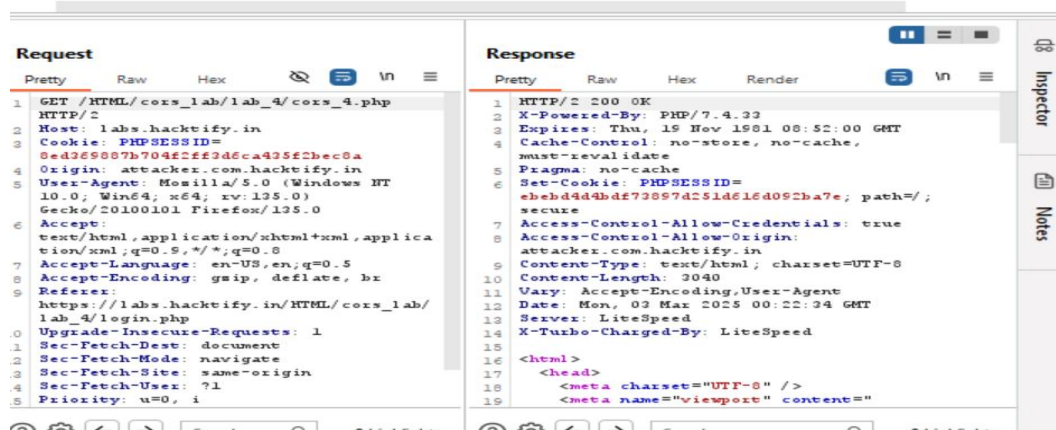 Request
Pretty Raw Hex \n
1 GET /HTML/cors_lab/lab_4/cors_4.php
HTTP/2
2 Host: labs.hacktify.in
3 Cookie: PHPSESSID=
8ed369887b704f2ff3d6ca435f2bec8a
4 Origin: attacker.com.hacktify.in
5 User-Agent: Mozilla/5.0 (Windows NT
10.0; Win64; x64; rv:135.0)
Gecko/20100101 Firefox/135.0
6 Accept:
text/html,application/xhtml+xml,applica
tion/xml;q=0.9,*/*;q=0.8
7 Accept-Language: en-US,en;q=0.5
8 Accept-Encoding: gzip, deflate, br
9 Referer:
https://labs.hacktify.in/HTML/cors_lab/
lab_4/login.php
.0 Upgrade-Insecure-Requests: 1
.1 Sec-Fetch-Dest: document
.2 Sec-Fetch-Mode: navigate
.3 Sec-Fetch-Site: same-origin
.4 Sec-Fetch-User: ?1
.5 Priority: u=0, i
Response
Pretty Raw Hex Render \n
1 HTTP/2 200 OK
2 X-Powered-By: PHP/7.4.33
3 Expires: Thu, 19 Nov 1981 08:52:00 GMT
4 Cache-Control: no-store, no-cache,
must-revalidate
5 Pragma: no-cache
6 Set-Cookie: PHPSESSID=
ebebd4d4bdf73897d251d616d092ba7e; path=/;
secure
7 Access-Control-Allow-Credentials: true
8 Access-Control-Allow-Origin:
attacker.com.hacktify.in
9 Content-Type: text/html; charset=UTF-8
10 Content-Length: 3040
11 Vary: Accept-Encoding,User-Agent
12 Date: Mon, 03 Mar 2025 00:22:34 GMT
13 Server: LiteSpeed
14 X-Turbo-Charged-By: LiteSpeed
15
16 <html>
17 <head>
18 <meta charset="UTF-8" />
19 <meta name="viewport" content="
Inspector
Notes